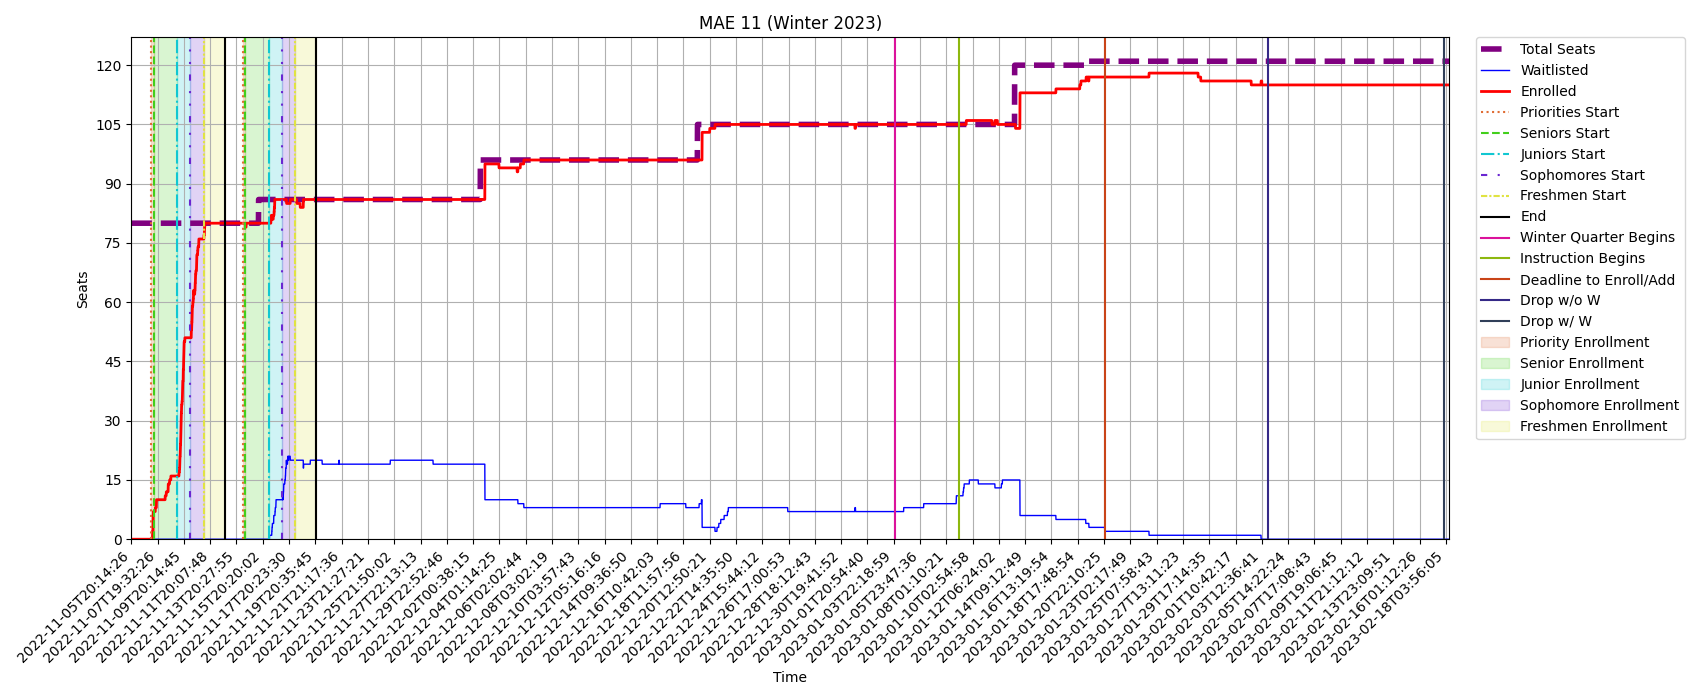 MAE 11 (Winter 2023)
120
105
90
75
60
45
30
15
0
Seats
2022-11-05T20:14:26
2022-11-07T19:32:26
2022-11-09T20:14:45
2022-11-11T20:07:48
2022-11-13T20:27:55
2022-11-15T20:20:02
2022-11-17T20:23:30
2022-11-19T20:35:45
2022-11-21T21:17:36
2022-11-23T21:27:21
2022-11-25T21:50:02
2022-11-27T22:13:13
2022-11-29T22:52:46
2022-12-02T00:38:15
2022-12-04T01:14:25
2022-12-06T02:02:44
2022-12-08T03:02:19
2022-12-10T03:57:43
2022-12-12T05:16:16
2022-12-14T09:36:50
2022-12-16T10:42:03
2022-12-18T11:57:56
2022-12-20T12:50:21
2022-12-22T14:35:50
2022-12-24T15:44:12
2022-12-26T17:00:53
2022-12-28T18:12:43
2022-12-30T19:41:52
2023-01-01T20:54:40
2023-01-03T22:18:59
2023-01-05T23:47:36
2023-01-08T01:10:21
2023-01-10T02:54:58
2023-01-12T06:24:02
2023-01-14T09:12:49
2023-01-16T13:19:54
2023-01-18T17:48:54
2023-01-20T22:10:25
2023-01-23T02:17:49
2023-01-25T07:58:43
2023-01-27T13:11:23
2023-01-29T17:14:35
2023-02-01T10:42:17
2023-02-03T12:36:41
2023-02-05T14:22:24
2023-02-07T17:08:43
2023-02-09T19:06:45
2023-02-11T21:12:12
2023-02-13T23:09:51
2023-02-16T01:12:26
2023-02-18T03:56:05
Time
Total Seats
Waitlisted
Enrolled
Priorities Start
Seniors Start
Juniors Start
Sophomores Start
Freshmen Start
End
Winter Quarter Begins
Instruction Begins
Deadline to Enroll/Add
Drop w/o W
Drop w/ W
Priority Enrollment
Senior Enrollment
Junior Enrollment
Sophomore Enrollment
Freshmen Enrollment